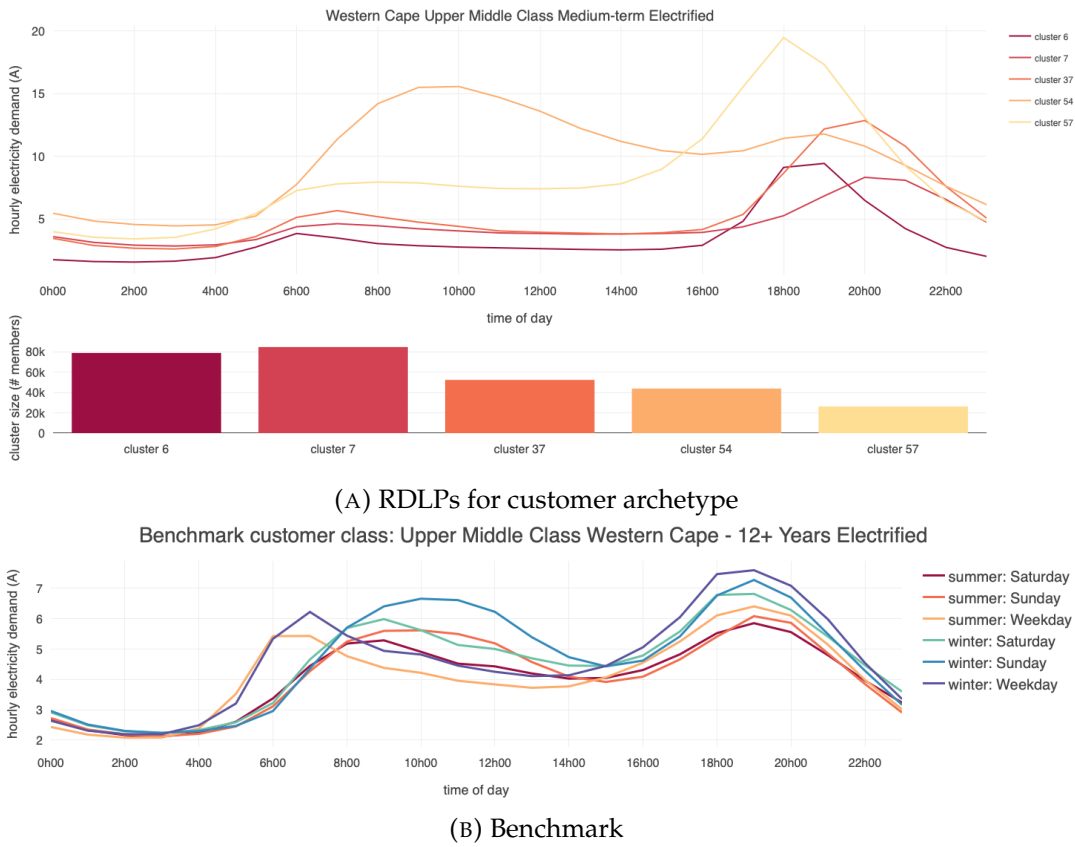 Western Cape Upper Middle Class Medium-term Electrified
hourly electricity demand (A)
20
15
10
5
0h00 2h00 4h00 6h00 8h00 10h00 12h00 14h00 16h00 18h00 20h00 22h00
time of day
cluster 6
cluster 7
cluster 37
cluster 54
cluster 57
cluster size (# members)
80k
60k
40k
20k
0
cluster 6 cluster 7 cluster 37 cluster 54 cluster 57
(A) RDLPs for customer archetype
Benchmark customer class: Upper Middle Class Western Cape - 12+ Years Electrified
hourly electricity demand (A)
7
6
5
4
3
2
0h00 2h00 4h00 6h00 8h00 10h00 12h00 14h00 16h00 18h00 20h00 22h00
time of day
summer: Saturday
summer: Sunday
summer: Weekday
winter: Saturday
winter: Sunday
winter: Weekday
(B) Benchmark